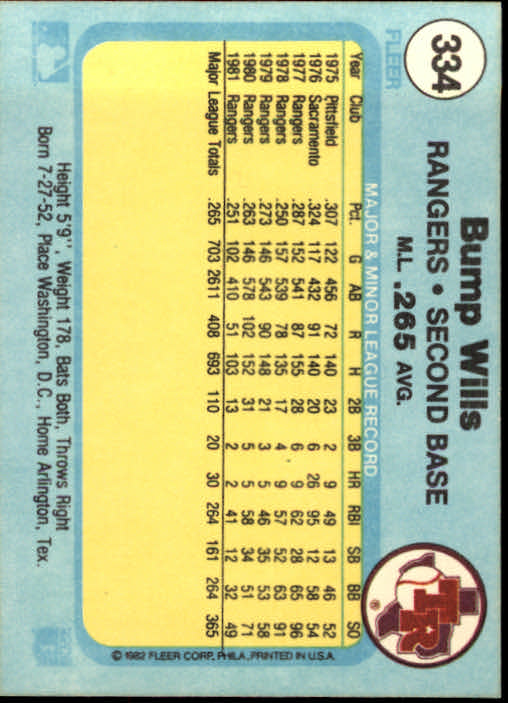 334
FLEER
Bump Wills
RANGERS • SECOND BASE
M.L .265 AVG.
TR
®
MAJOR & MINOR LEAGUE RECORD
Year Club Pct. G AB R H 2B 3B HR RBI SB BB SO
1975 Pittsfield .307 122 456 72 140 23 2 9 49 13 46 52
1976 Sacramento .324 117 432 91 140 20 6 26 95 12 58 54
1977 Rangers .287 152 541 87 155 28 6 9 62 28 65 96
1978 Rangers .250 157 539 78 135 17 4 9 57 52 63 91
1979 Rangers .273 146 543 90 148 21 3 5 46 35 53 58
1980 Rangers .263 146 578 102 152 31 5 5 58 34 51 71
1981 Rangers .251 102 410 51 103 13 2 2 41 12 32 49
Major League Totals .265 703 2611 408 693 110 20 30 264 161 264 365
© 1982 FLEER CORP. PHILA., PRINTED IN U.S.A.
Height 5'9", Weight 178, Bats Both, Throws Right
Born 7-27-52, Place Washington, D.C., Home Arlington, Tex.